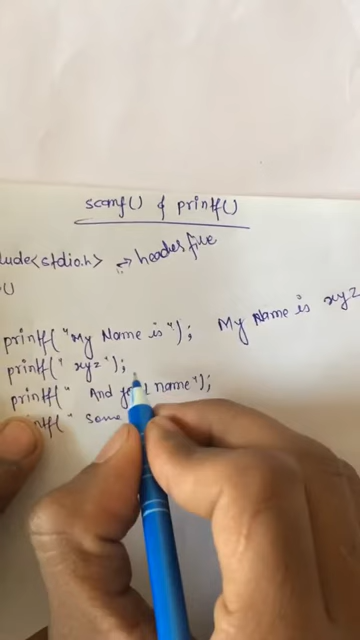 scanf() & printf()
lude<stdio.h> ↔ header file
()
printf("My Name is"); My Name is xyz
printf(" xyz");
printf(" And name");
printf(" Some